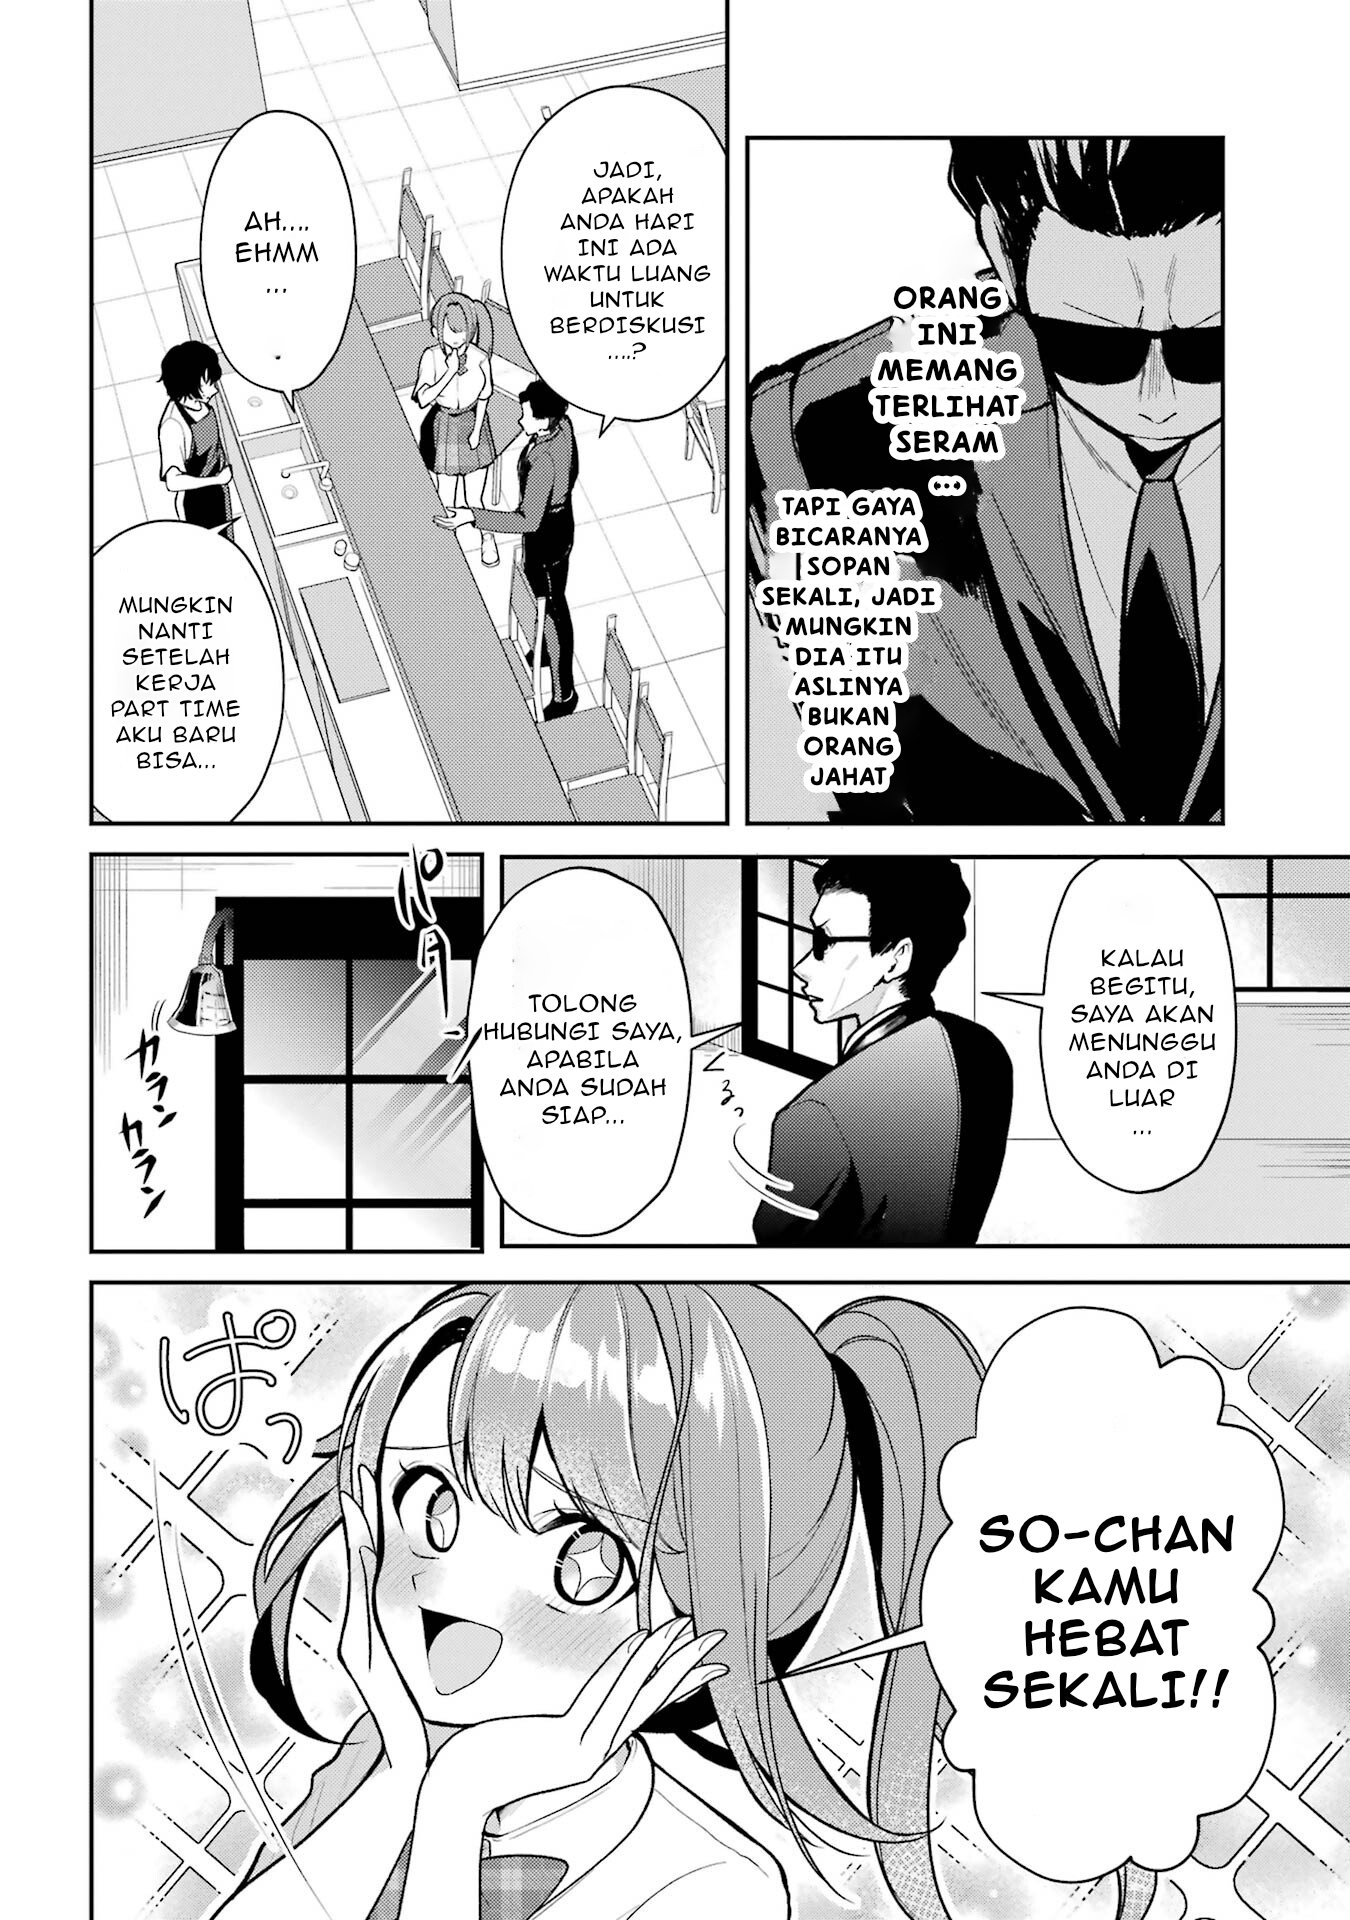 ORANG
INI
MEMANG
TERLIHAT
SERAM
...
TAPI GAYA
BICARANYA
SOPAN
SEKALI, JADI
MUNGKIN
DIA ITU
ASLINYA
BUKAN
ORANG
JAHAT
JADI,
APAKAH
ANDA HARI
INI ADA
WAKTU LUANG
UNTUK
BERDISKUSI
....?
AH....
EHMM
...
MUNGKIN
NANTI
SETELAH
KERJA
PART TIME
AKU BARU
BISA...
KALAU
BEGITU,
SAYA AKAN
MENUNGGU
ANDA DI
LUAR
...
くるっ
TOLONG
HUBUNGI SAYA,
APABILA
ANDA SUDAH
SIAP...
カラン
カラン
SO-CHAN
KAMU
HEBAT
SEKALI!!
ぱっ